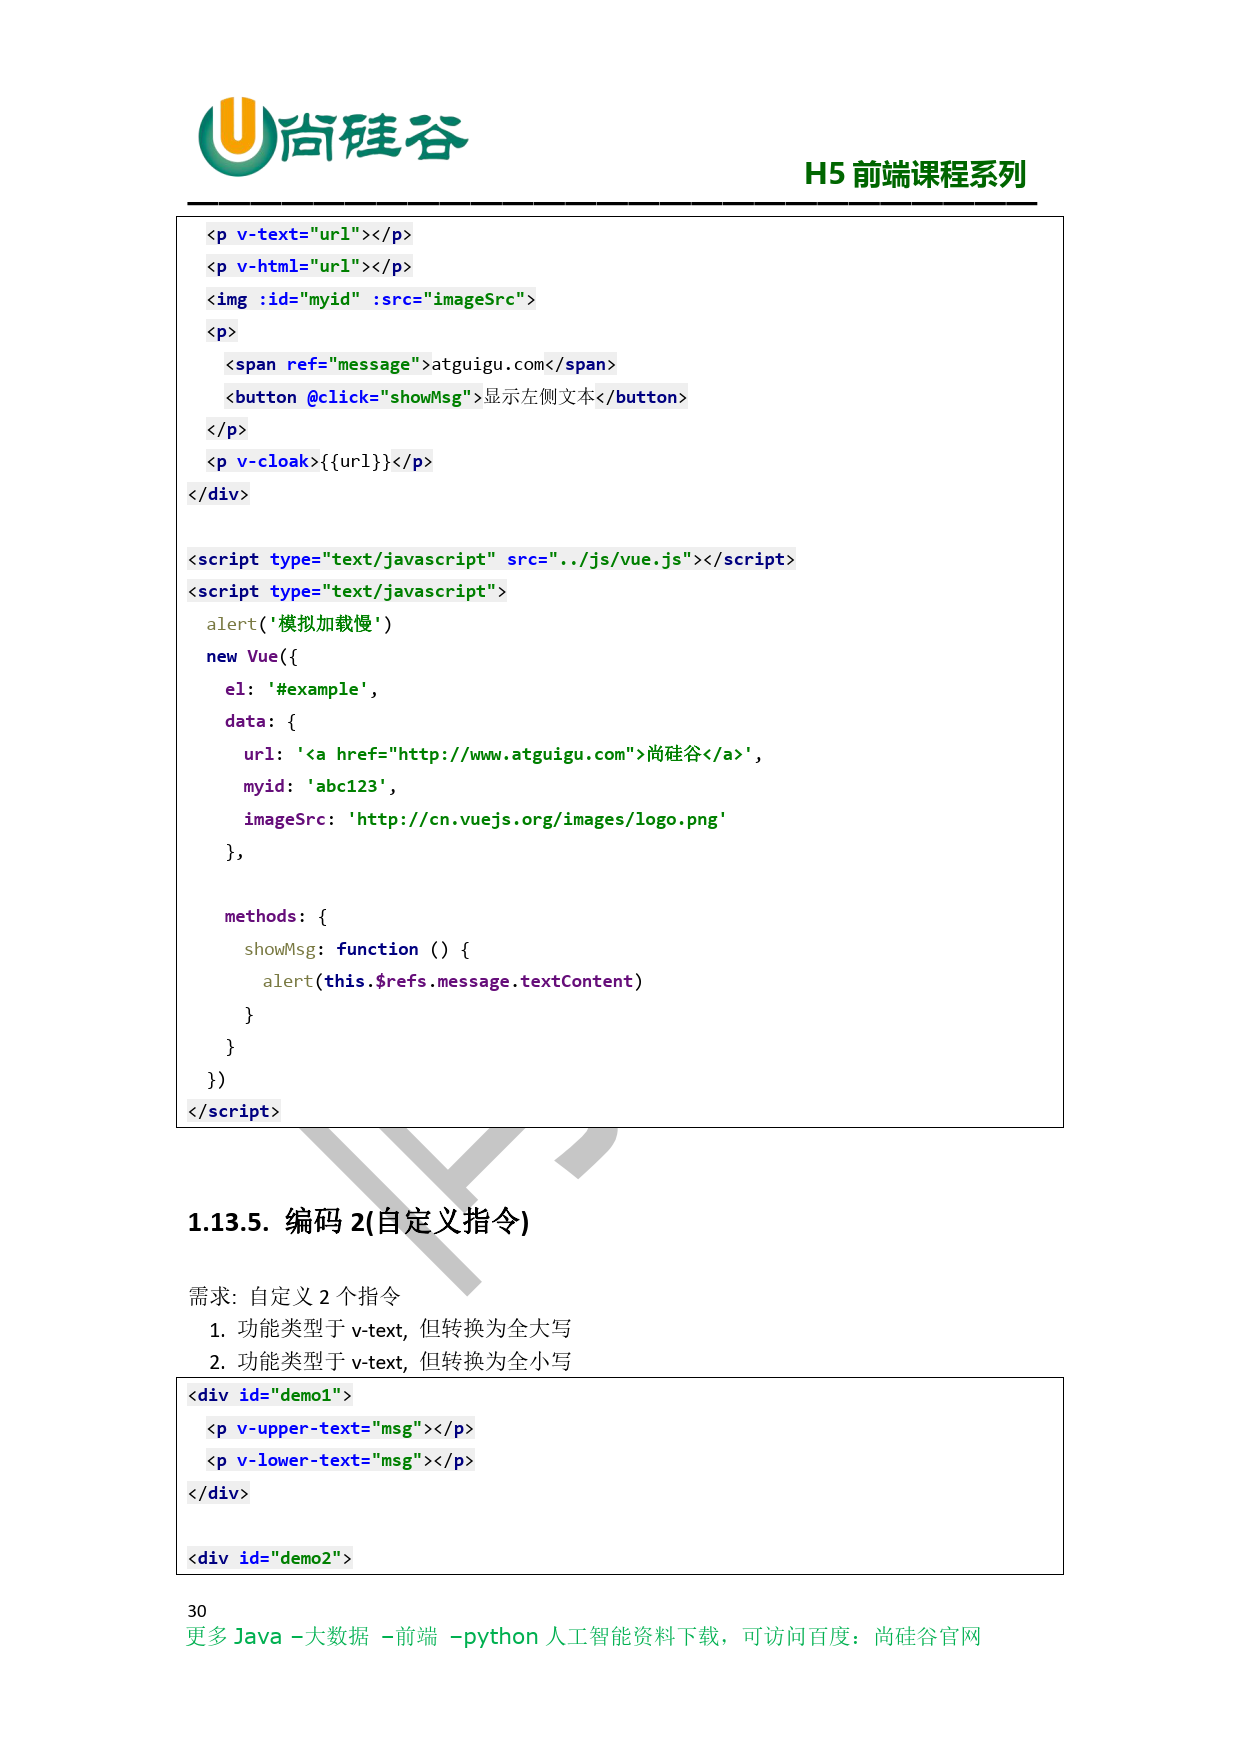 尚硅谷
H5 前端课程系列
<p v-text="url"></p>
<p v-html="url"></p>
<img :id="myid" :src="imageSrc">
<p>
<span ref="message">atguigu.com</span>
<button @click="showMsg">显示左侧文本</button>
</p>
<p v-cloak>{{url}}</p>
</div>
<script type="text/javascript" src="../js/vue.js"></script>
<script type="text/javascript">
alert('模拟加载慢')
new Vue({
el: '#example',
data: {
url: '<a href="http://www.atguigu.com">尚硅谷</a>',
myid: 'abc123',
imageSrc: 'http://cn.vuejs.org/images/logo.png'
},
methods: {
showMsg: function () {
alert(this.$refs.message.textContent)
}
}
})
</script>
1.13.5. 编码 2(自定义指令)
需求: 自定义 2 个指令
1. 功能类型于 v-text, 但转换为全大写
2. 功能类型于 v-text, 但转换为全小写
<div id="demo1">
<p v-upper-text="msg"></p>
<p v-lower-text="msg"></p>
</div>
<div id="demo2">
30
更多 Java –大数据 –前端 –python 人工智能资料下载，可访问百度：尚硅谷官网